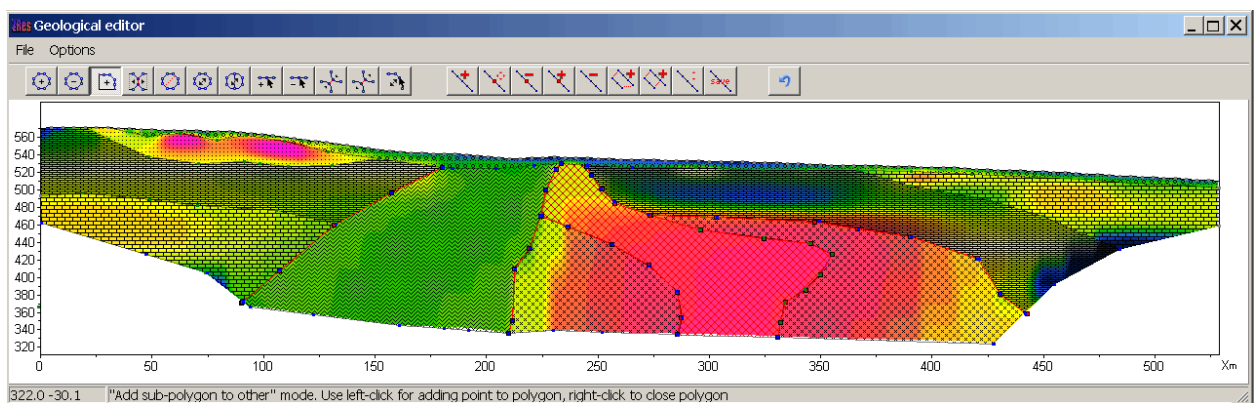 iRes Geological editor
File Options
save
560
540
520
500
480
460
440
420
400
380
360
340
320
0 50 100 150 200 250 300 350 400 450 500 Xm
322.0 -30.1 "Add sub-polygon to other" mode. Use left-click for adding point to polygon, right-click to close polygon